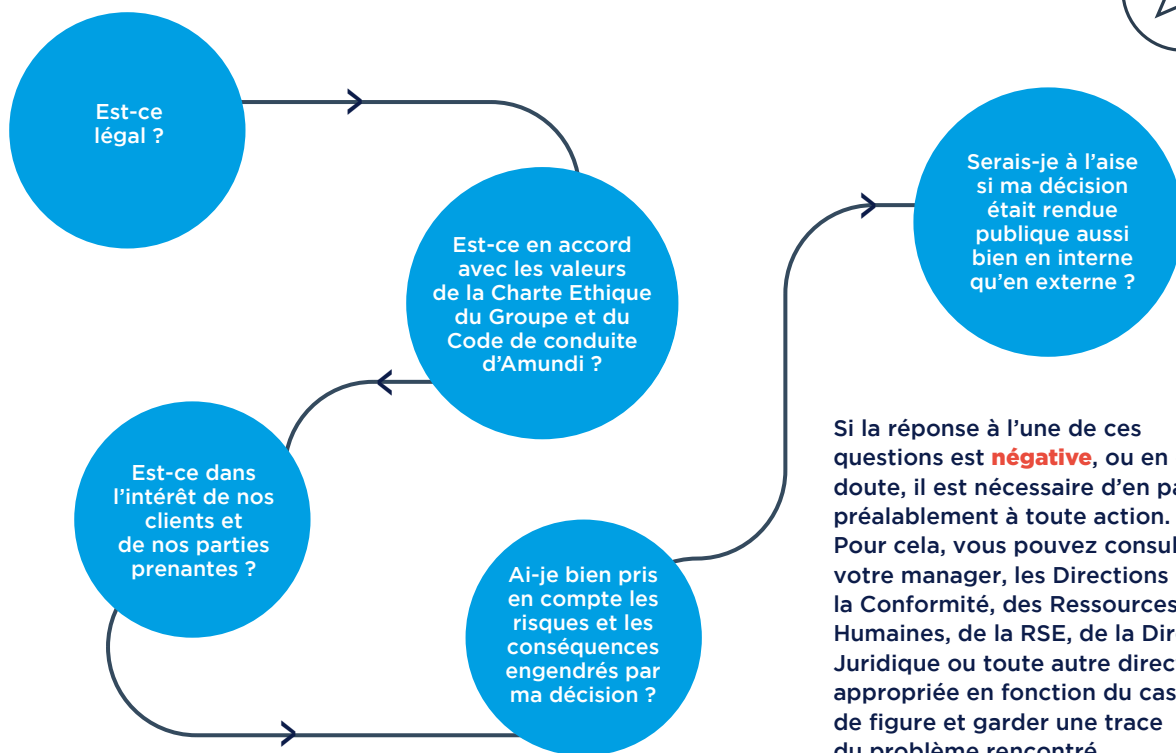 Est-ce
légal ?
Est-ce en accord
avec les valeurs
de la Charte Ethique
du Groupe et du
Code de conduite
d'Amundi ?
Est-ce dans
l'intérêt de nos
clients et
de nos parties
prenantes ?
Ai-je bien pris
en compte les
risques et les
conséquences
engendrés par
ma décision ?
Serais-je à l'aise
si ma décision
était rendue
publique aussi
bien en interne
qu'en externe ?
Si la réponse à l'une de ces
questions est négative, ou en
doute, il est nécessaire d'en
préalablement à toute action.
Pour cela, vous pouvez
votre manager, les Directions
la Conformité, des Ressources
Humaines, de la RSE, de la
Juridique ou toute autre
appropriée en fonction du cas
de figure et garder une trace
du problème rencontré